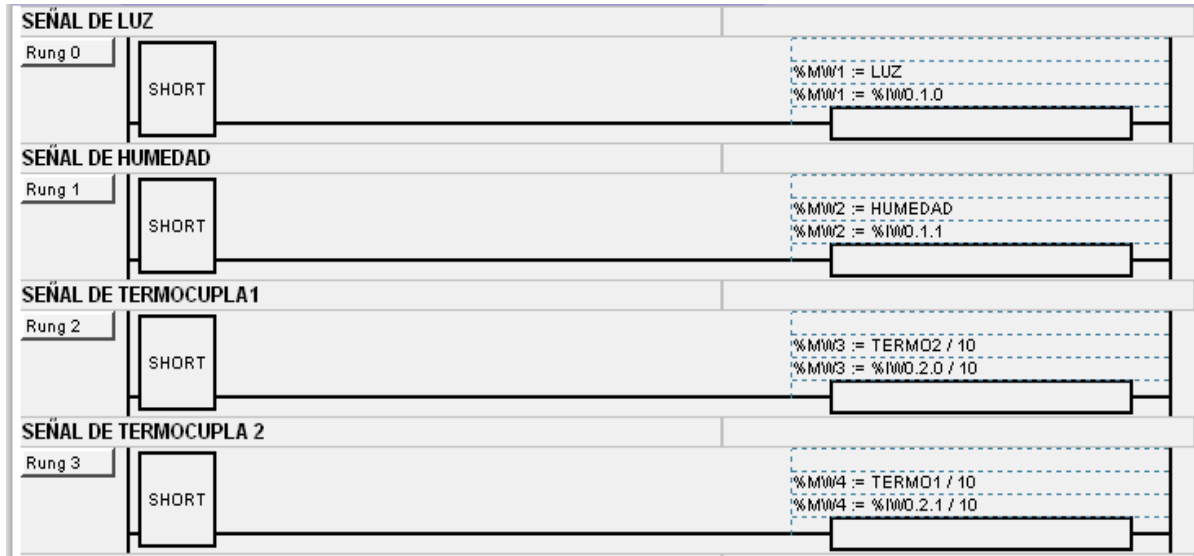 SEÑAL DE LUZ
Rung 0
SHORT
%MW1 := LUZ
%MW1 := %IW0.1.0
SEÑAL DE HUMEDAD
Rung 1
SHORT
%MW2 := HUMEDAD
%MW2 := %IW0.1.1
SEÑAL DE TERMOCUPLA1
Rung 2
SHORT
%MW3 := TERMO2 / 10
%MW3 := %IW0.2.0 / 10
SEÑAL DE TERMOCUPLA 2
Rung 3
SHORT
%MW4 := TERMO1 / 10
%MW4 := %IW0.2.1 / 10